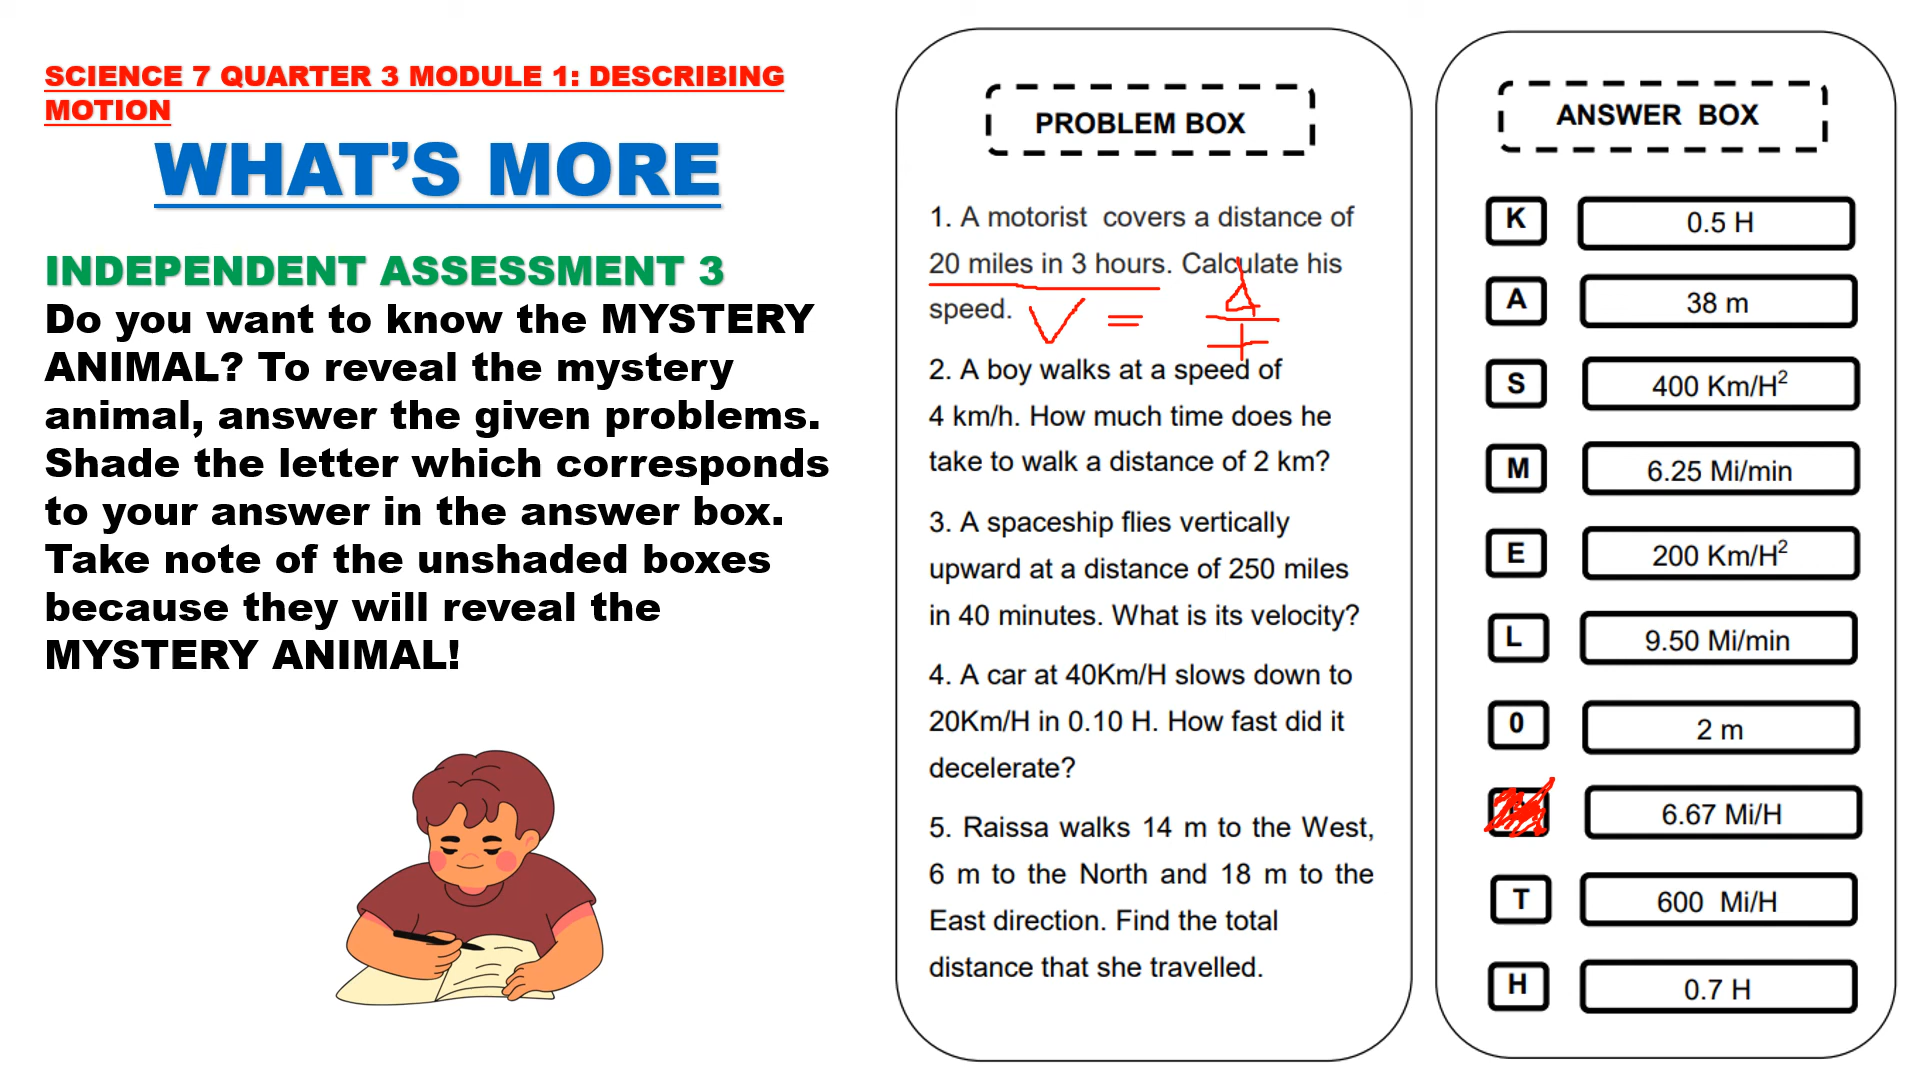 SCIENCE 7 QUARTER 3 MODULE 1: DESCRIBING
MOTION
WHAT'S MORE
INDEPENDENT ASSESSMENT 3
Do you want to know the MYSTERY
ANIMAL? To reveal the mystery
animal, answer the given problems.
Shade the letter which corresponds
to your answer in the answer box.
Take note of the unshaded boxes
because they will reveal the
MYSTERY ANIMAL!
PROBLEM BOX
1. A motorist covers a distance of
20 miles in 3 hours. Calculate his
speed.
V = d
t
2. A boy walks at a speed of
4 km/h. How much time does he
take to walk a distance of 2 km?
3. A spaceship flies vertically
upward at a distance of 250 miles
in 40 minutes. What is its velocity?
4. A car at 40Km/H slows down to
20Km/H in 0.10 H. How fast did it
decelerate?
5. Raissa walks 14 m to the West,
6 m to the North and 18 m to the
East direction. Find the total
distance that she travelled.
ANSWER BOX
K 0.5 H
A 38 m
S 400 Km/H²
M 6.25 Mi/min
E 200 Km/H²
L 9.50 Mi/min
0 2 m
6.67 Mi/H
T 600 Mi/H
H 0.7 H